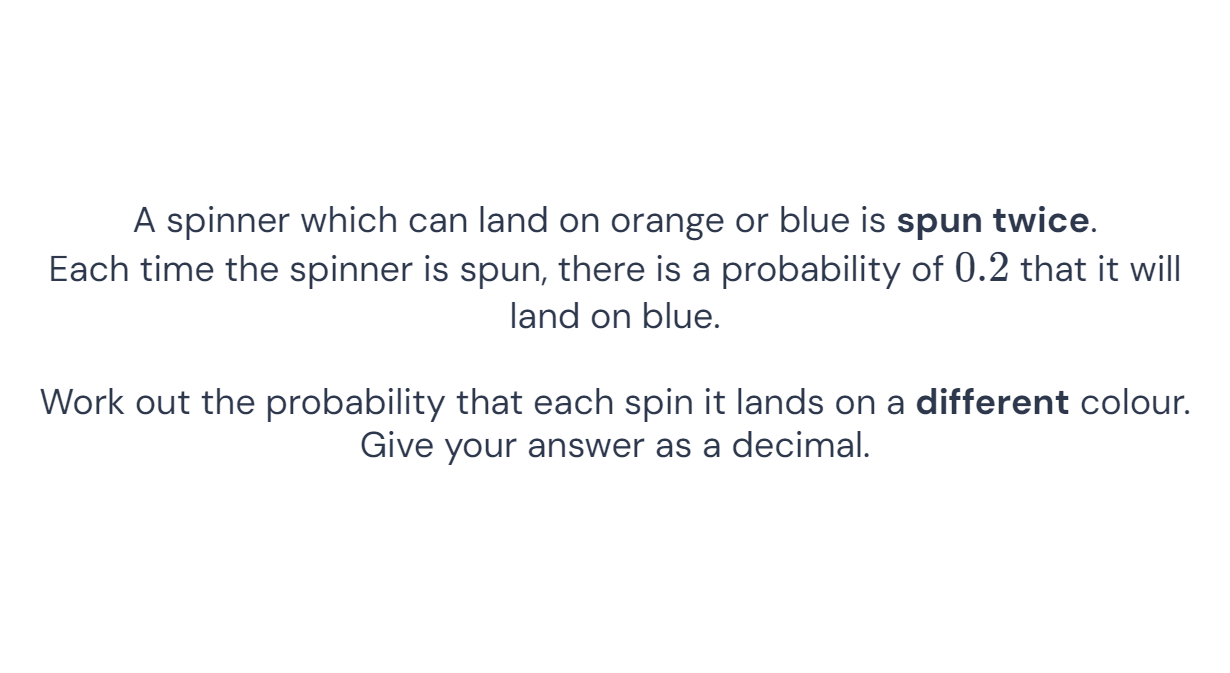 A spinner which can land on orange or blue is spun twice.
Each time the spinner is spun, there is a probability of 0.2 that it will
land on blue.
Work out the probability that each spin it lands on a different colour.
Give your answer as a decimal.